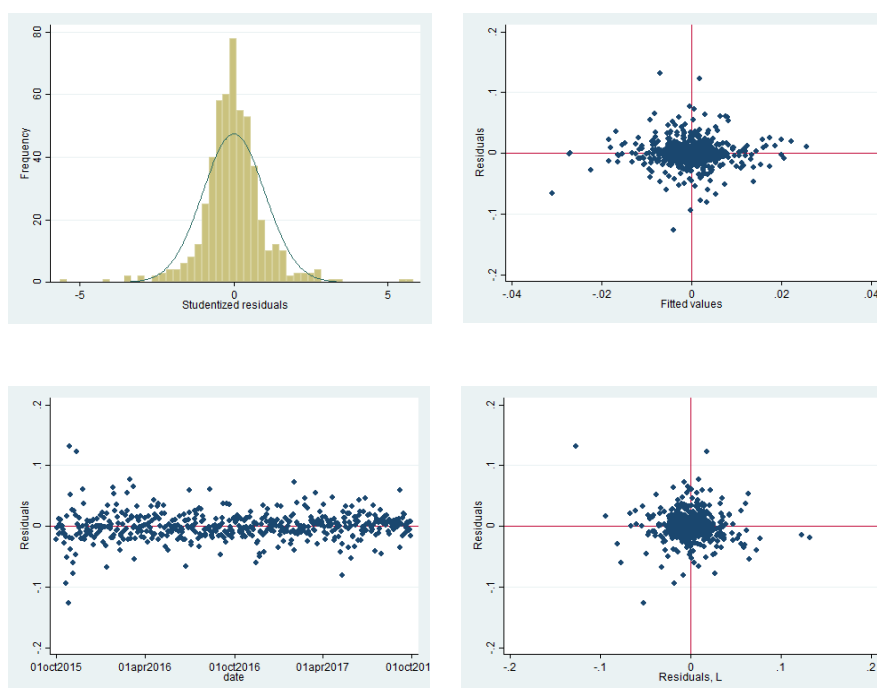 80
60
40
20
0
Frequency
-5
0
5
Studentized residuals
.2
.1
0
-.1
-.2
Residuals
-.04
-.02
0
.02
.04
Fitted values
.2
.1
0
-.1
-.2
Residuals
01oct2015
01apr2016
01oct2016
01apr2017
01oct201
date
.2
.1
0
-.1
-.2
Residuals
-.2
-.1
0
.1
.2
Residuals, L